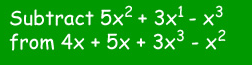 Subtract 5x² + 3x¹ - x³
from 4x + 5x + 3x³ - x²